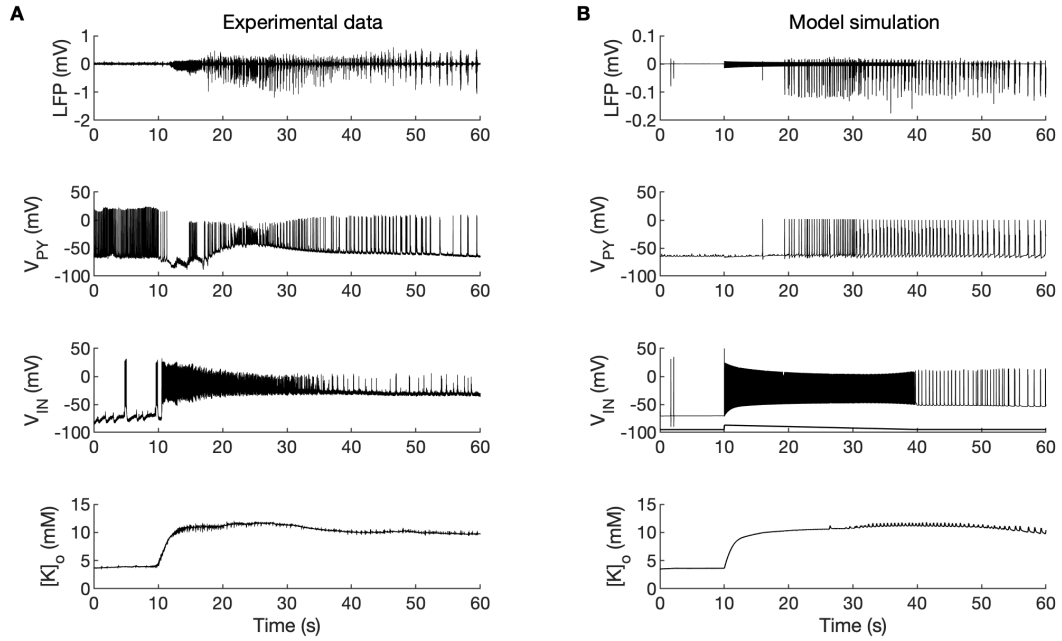 A
Experimental data
LFP (mV)
1
0
1
2
0 10 20 30 40 50 60
V_PY (mV)
50
0
-50
-100
0 10 20 30 40 50 60
V_IN (mV)
50
0
-50
-100
0 10 20 30 40 50 60
[K]_o (mM)
15
10
5
0
0 10 20 30 40 50 60
Time (s)
B
Model simulation
LFP (mV)
0.1
0
-0.1
-0.2
0 10 20 30 40 50 60
V_PY (mV)
50
0
-50
-100
0 10 20 30 40 50 60
V_IN (mV)
50
0
-50
-100
0 10 20 30 40 50 60
[K]_o (mM)
15
10
5
0
0 10 20 30 40 50 60
Time (s)